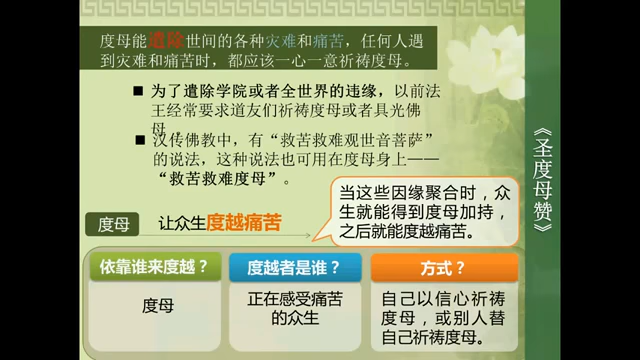 度母能遣除世间的各种灾难和痛苦，任何人遇
到灾难和痛苦时，都应该一心一意祈祷度母。
■ 为了遣除学院或者全世界的违缘，以前法
王经常要求道友们祈祷度母或者具光佛
母，
■ 汉传佛教中，有“救苦救难观世音菩萨”
的说法，这种说法也可用在度母身上——
“救苦救难度母”。
《圣度母赞》
当这些因缘聚合时，众
生就能得到度母加持，
之后就能度越痛苦。
度母 让众生度越痛苦
依靠谁来度越？
度母
度越者是谁？
正在感受痛苦
的众生
方式？
自己以信心祈祷
度母，或别人替
自己祈祷度母。